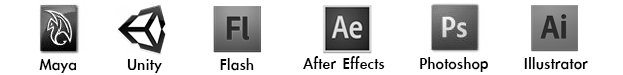 Fl Ae Ps Ai
Maya Unity Flash After Effects Photoshop Illustrator